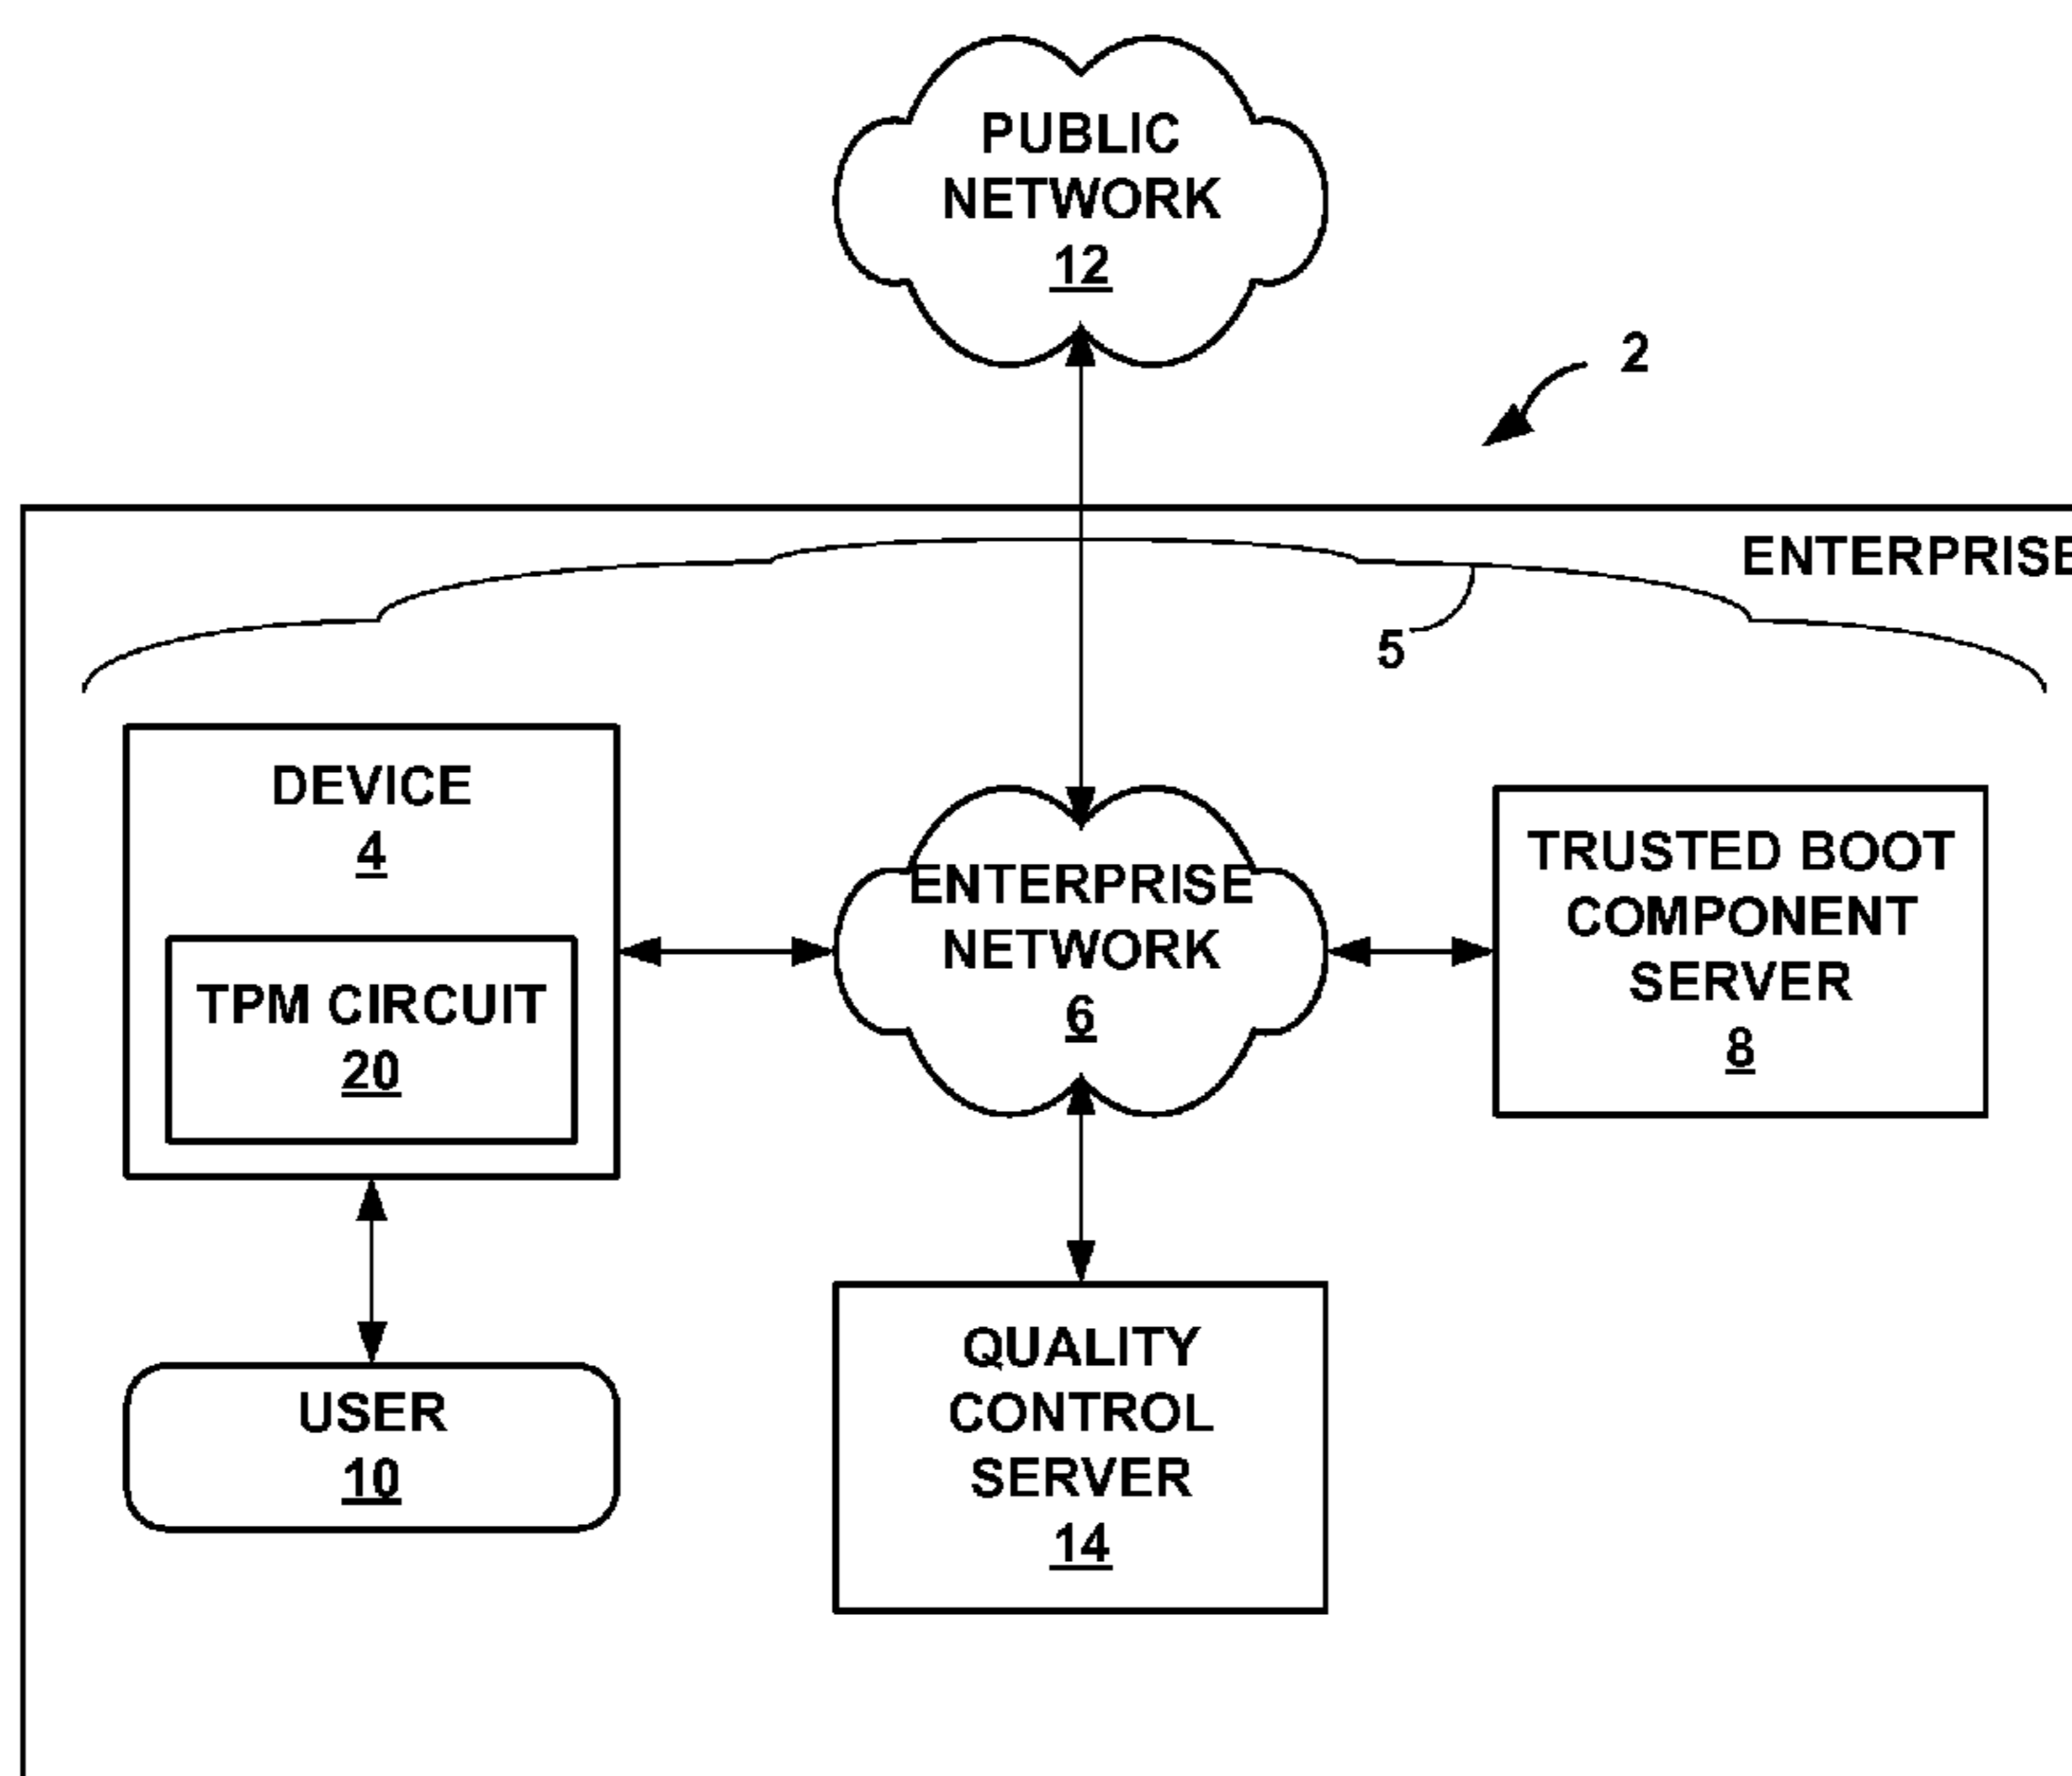 PUBLIC
NETWORK
12
2
ENTERPRISE
5
DEVICE
4
TPM CIRCUIT
20
ENTERPRISE
NETWORK
6
TRUSTED BOOT
COMPONENT
SERVER
8
USER
10
QUALITY
CONTROL
SERVER
14